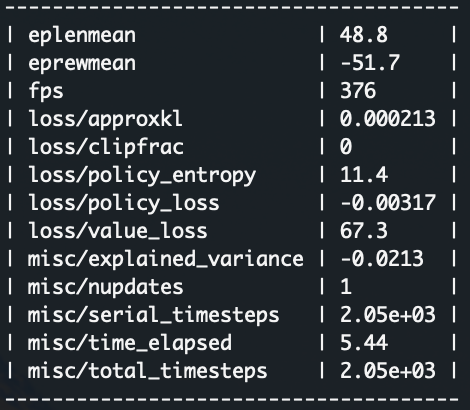 ---------------------------------------
| eplenmean               | 48.8     |
| eprewmean               | -51.7    |
| fps                     | 376      |
| loss/approxkl           | 0.000213 |
| loss/clipfrac           | 0        |
| loss/policy_entropy     | 11.4     |
| loss/policy_loss        | -0.00317 |
| loss/value_loss         | 67.3     |
| misc/explained_variance | -0.0213  |
| misc/nupdates           | 1        |
| misc/serial_timesteps   | 2.05e+03 |
| misc/time_elapsed       | 5.44     |
| misc/total_timesteps    | 2.05e+03 |
---------------------------------------